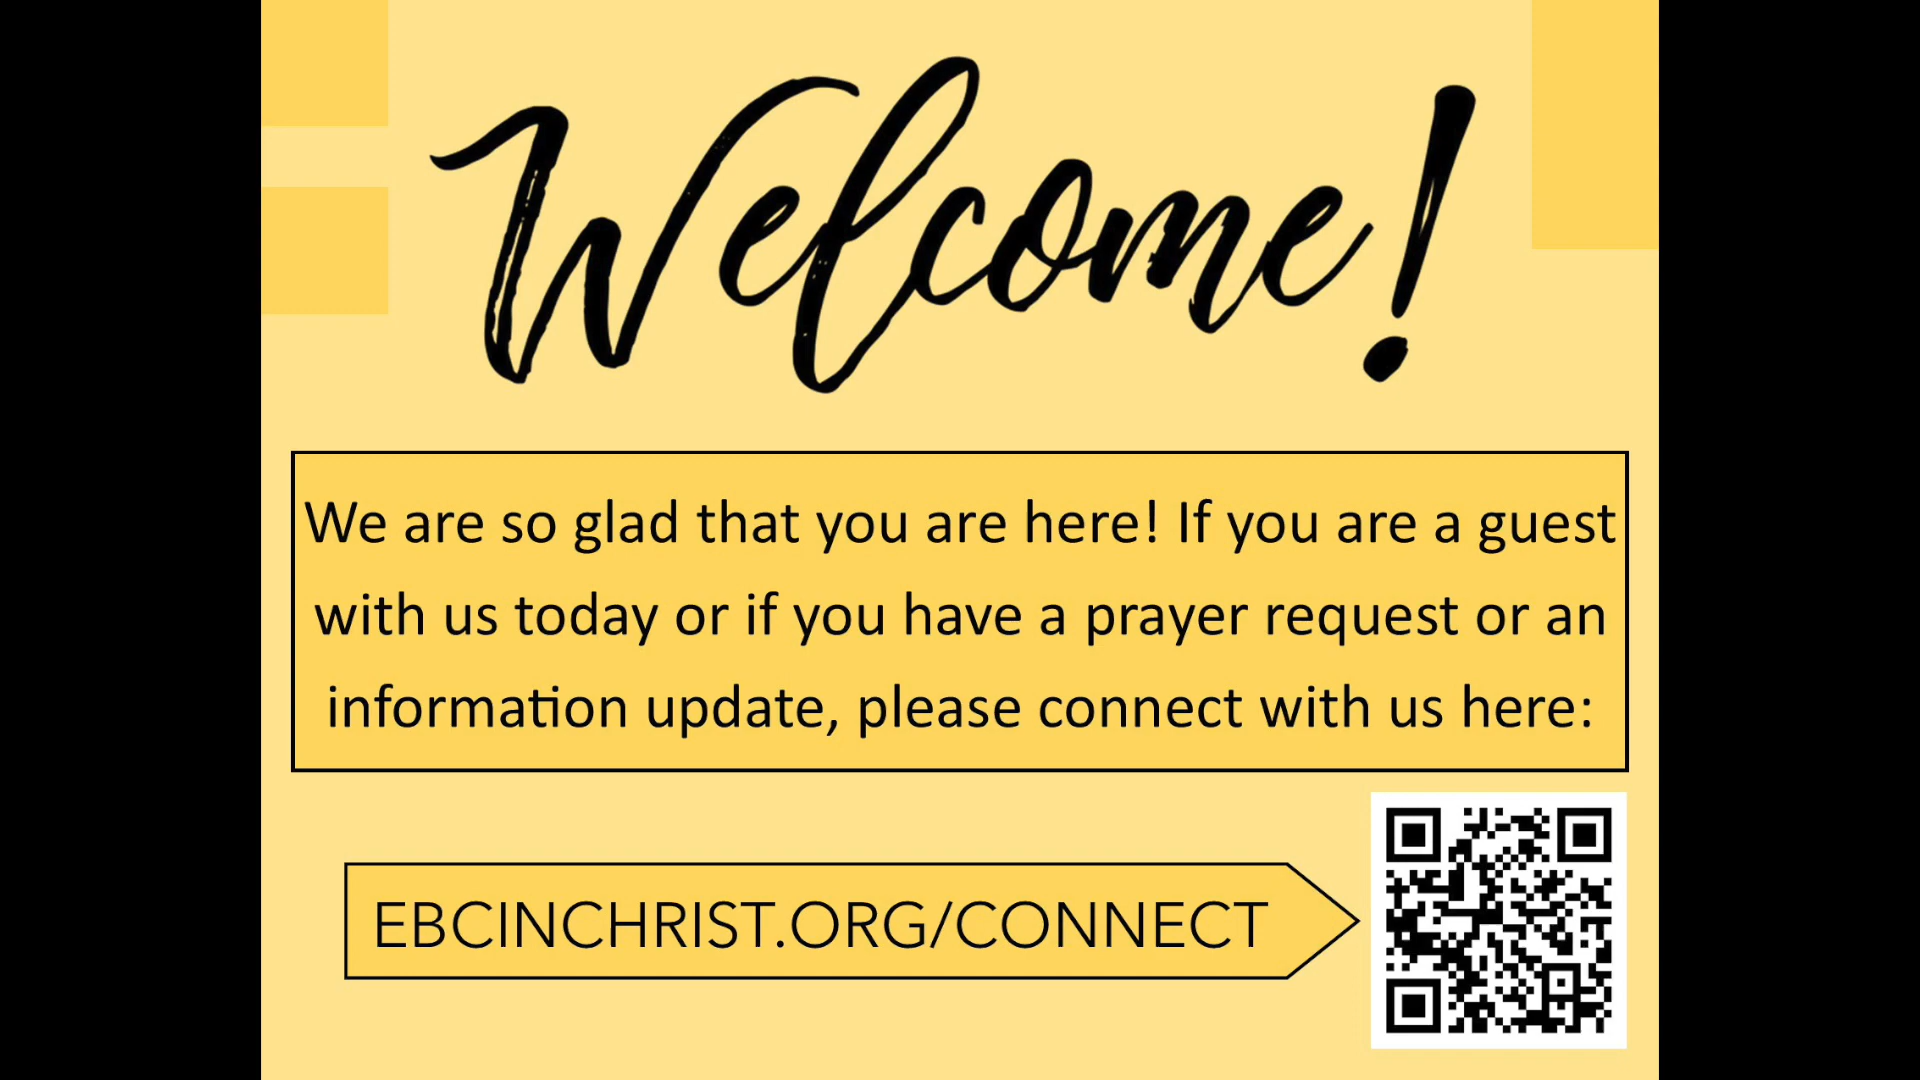 Welcome!
We are so glad that you are here! If you are a guest
with us today or if you have a prayer request or an
information update, please connect with us here:
EBCINCHRIST.ORG/CONNECT